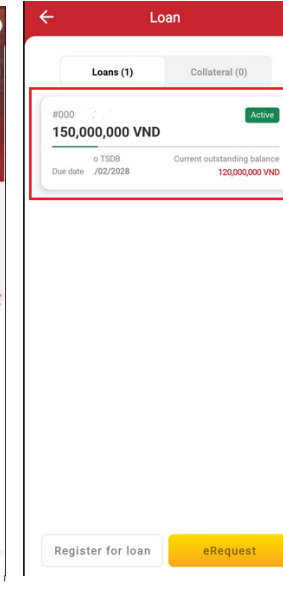 Loan
Loans (1)
Collateral (0)
#000
Active
150,000,000 VND
o TSDB
Current outstanding balance
Due date /02/2028
120,000,000 VND
Register for loan
eRequest